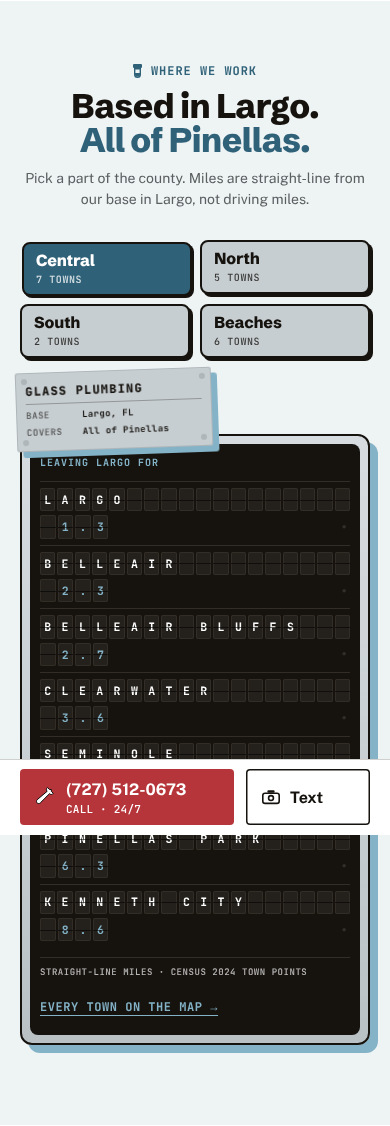 WHERE WE WORK
Based in Largo.
All of Pinellas.
Pick a part of the county. Miles are straight-line from
our base in Largo, not driving miles.
Central
7 TOWNS
North
5 TOWNS
South
2 TOWNS
Beaches
6 TOWNS
GLASS PLUMBING
BASE Largo, FL
COVERS All of Pinellas
LEAVING LARGO FOR
LARGO
1.3
BELLEAIR
2.3
BELLEAIR BLUFFS
2.7
CLEARWATER
3.6
SEMINOLE
(727) 512-0673
CALL · 24/7
Text
PINELLAS PARK
6.3
KENNETH CITY
8.6
STRAIGHT-LINE MILES · CENSUS 2024 TOWN POINTS
EVERY TOWN ON THE MAP →